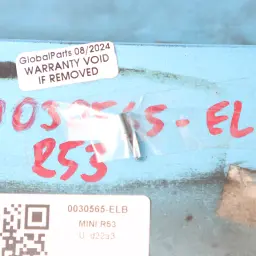 GlobalParts 08/2024
WARRANTY VOID
IF REMOVED
0030565-EL
R53
0030565-ELB
MINI R53